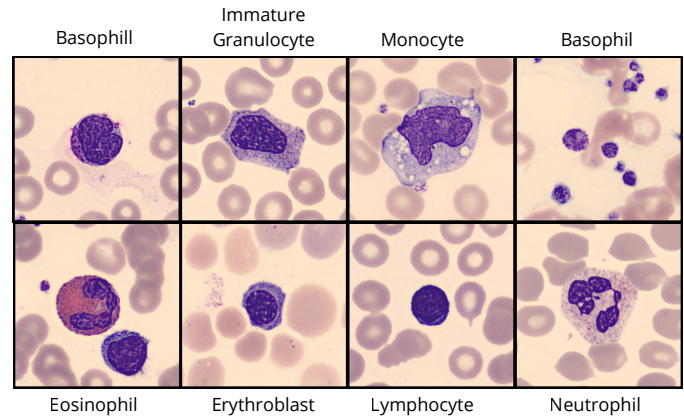 Basophill
Immature
Granulocyte
Monocyte
Basophil
Eosinophil
Erythroblast
Lymphocyte
Neutrophil